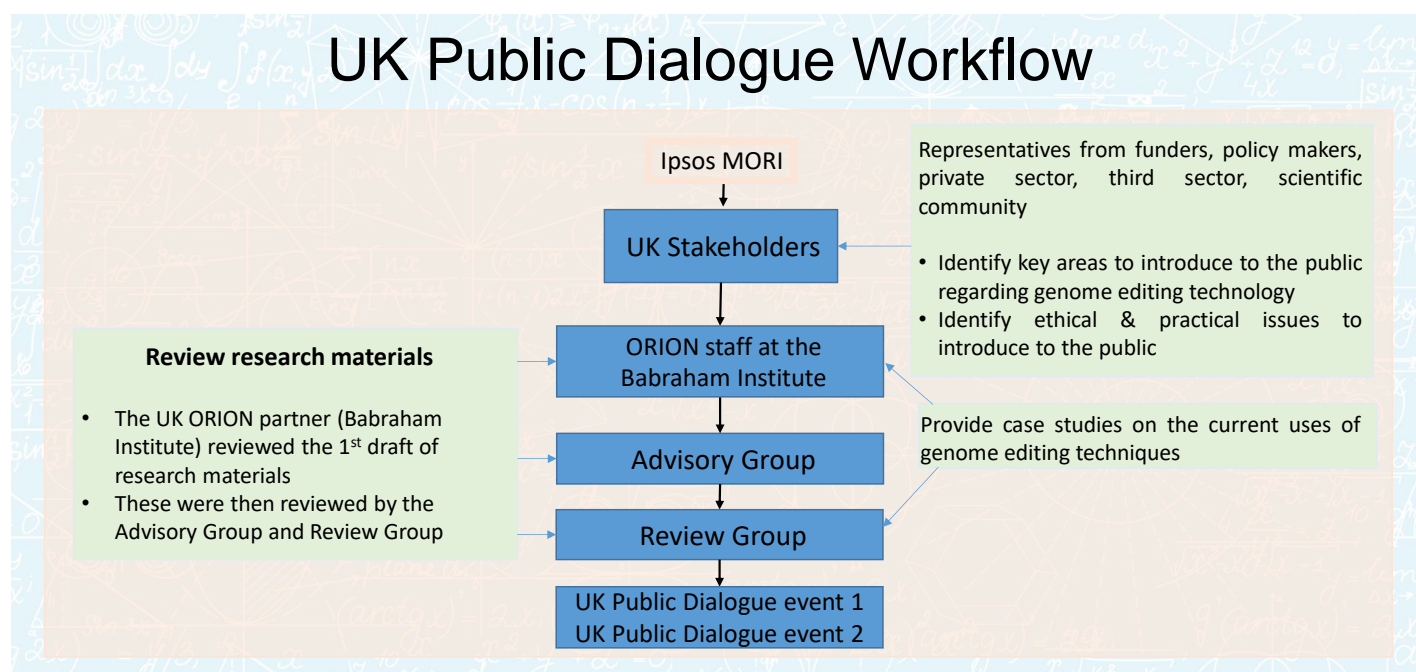 UK Public Dialogue Workflow
Ipsos MORI
UK Stakeholders
ORION staff at the
Babraham Institute
Advisory Group
Review Group
UK Public Dialogue event 1
UK Public Dialogue event 2
Review research materials
• The UK ORION partner (Babraham
Institute) reviewed the 1st draft of
research materials
• These were then reviewed by the
Advisory Group and Review Group
Representatives from funders, policy makers,
private sector, third sector, scientific
community
• Identify key areas to introduce to the public
regarding genome editing technology
• Identify ethical & practical issues to
introduce to the public
Provide case studies on the current uses of
genome editing techniques